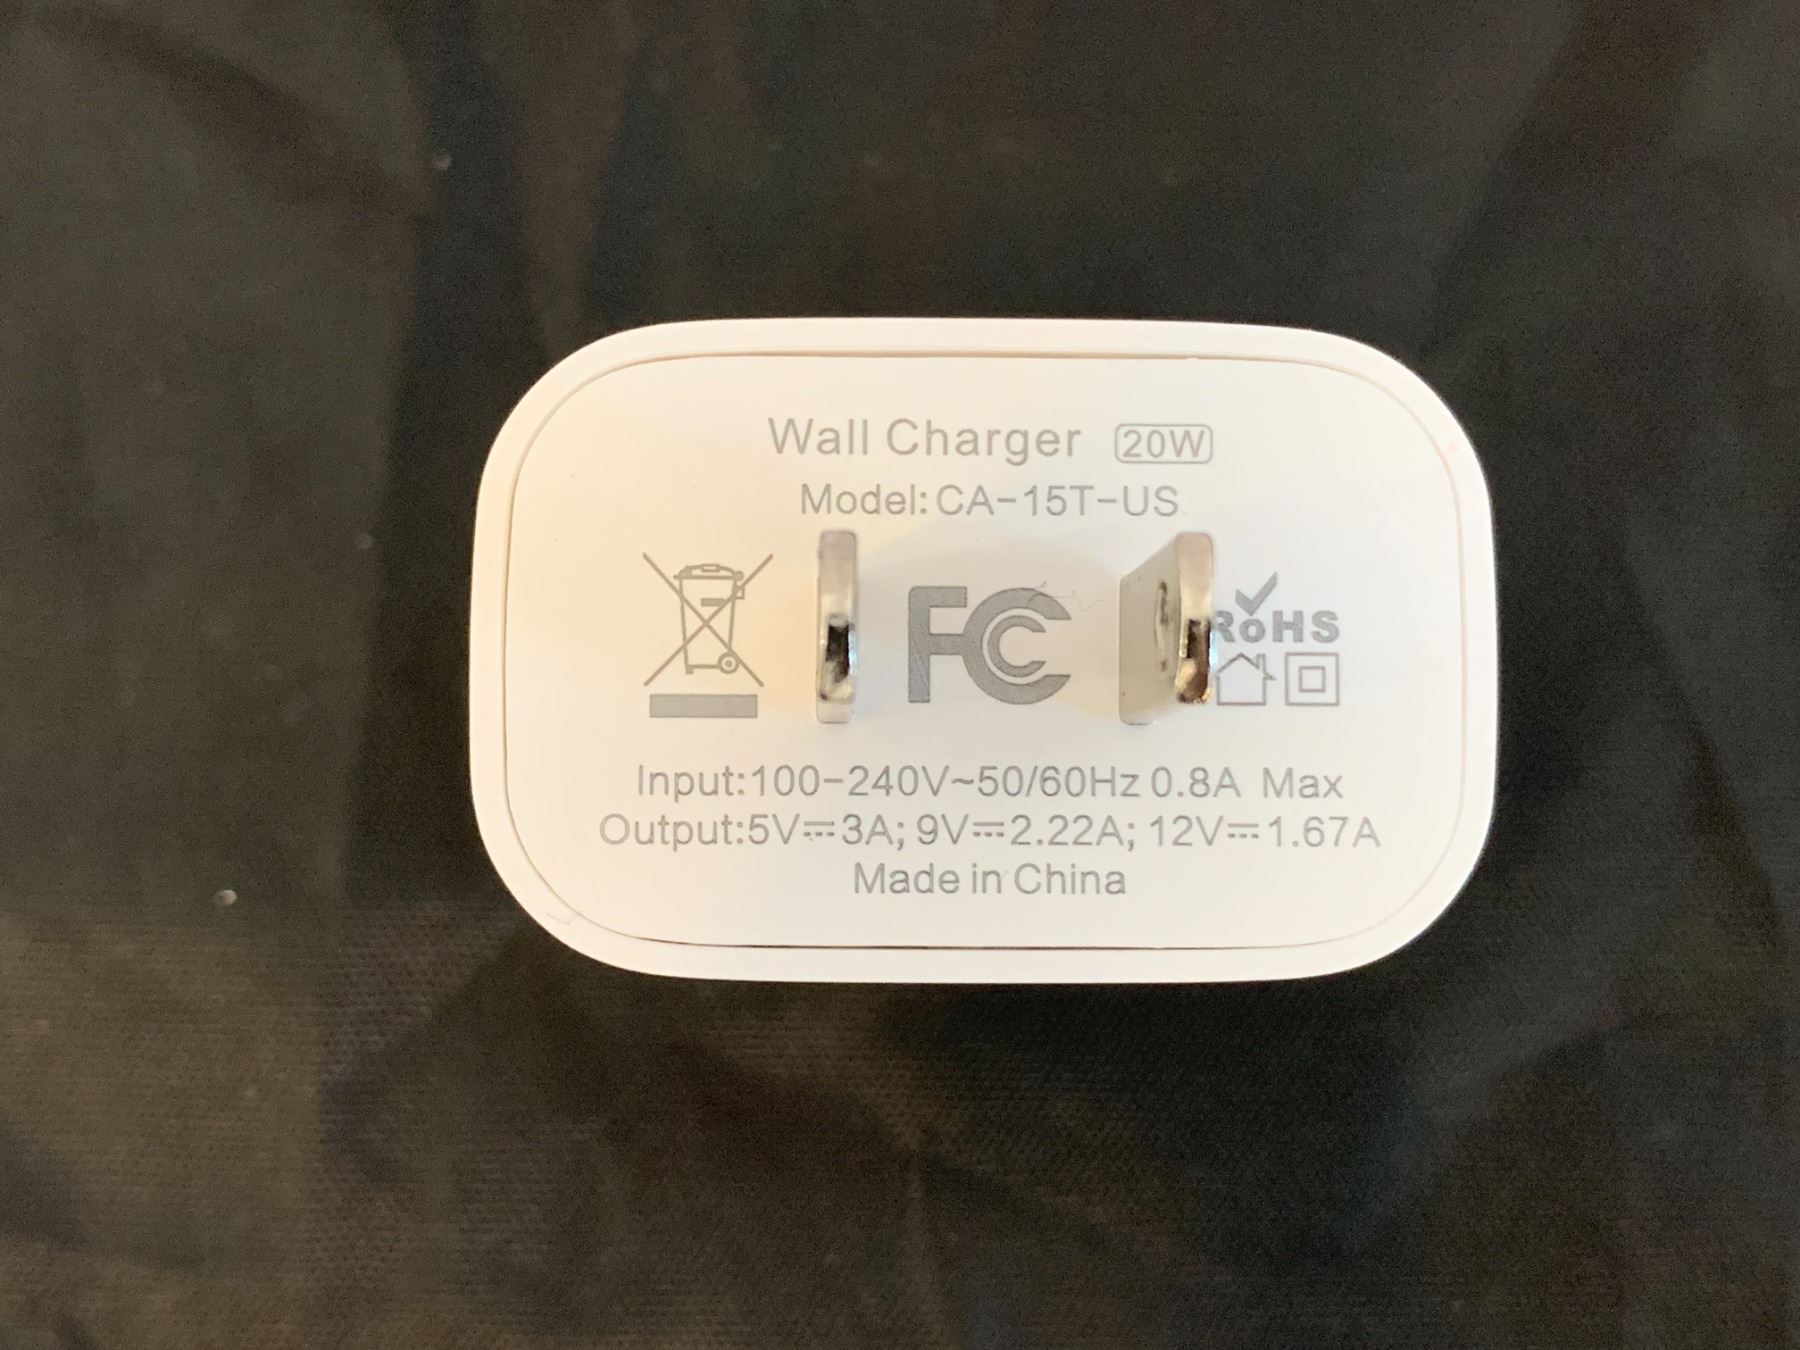 Wall Charger 20W
Model: CA-15T-US
FC
RoHS
Input:100-240V~50/60Hz 0.8A Max
Output:5V⎓3A; 9V⎓2.22A; 12V⎓1.67A
Made in China